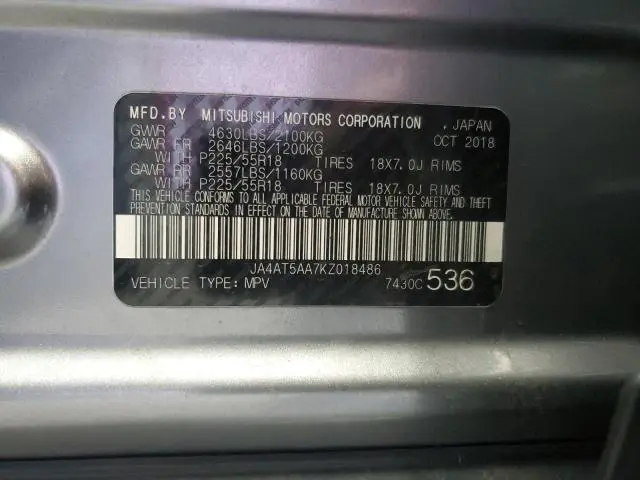 MFD.BY MITSUBISHI MOTORS CORPORATION , JAPAN
GVWR 4630LBS/2100KG OCT 2018
GAWR FR 2646LBS/1200KG
WITH P225/55R18 TIRES 18X7.0J RIMS
GAWR RR 2557LBS/1160KG
WITH P225/55R18 TIRES 18X7.0J RIMS
THIS VEHICLE CONFORMS TO ALL APPLICABLE FEDERAL MOTOR VEHICLE SAFETY AND THEFT
PREVENTION STANDARDS IN EFFECT ON THE DATE OF MANUFACTURE SHOWN ABOVE.
JA4AT5AA7KZ018486
VEHICLE TYPE: MPV 7430C 536